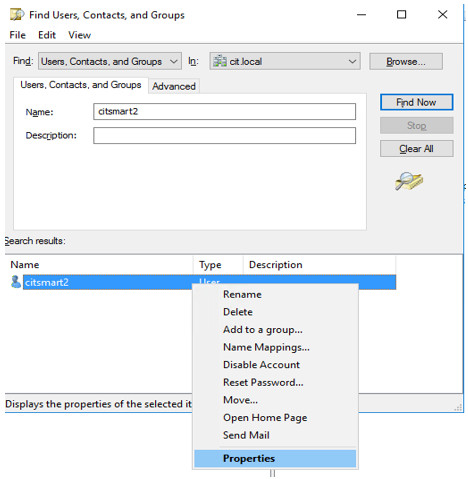 Find Users, Contacts, and Groups
File Edit View
Find: Users, Contacts, and Groups In: cit.local Browse...
Users, Contacts, and Groups Advanced
Name: citsmart2
Description:
Find Now
Stop
Clear All
Search results:
Name Type Description
citsmart2 User
Rename
Delete
Add to a group...
Name Mappings...
Disable Account
Reset Password...
Move...
Open Home Page
Send Mail
Properties
Displays the properties of the selected it